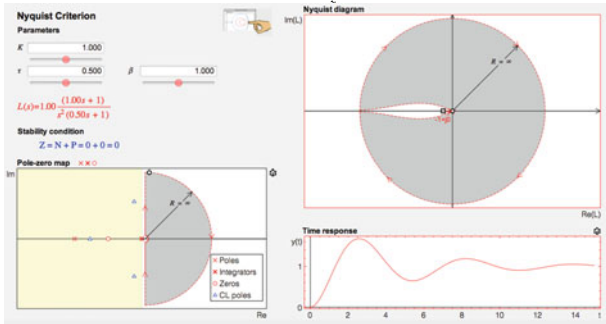 Nyquist Criterion
Parameters
K 1.000
τ 0.500 β 1.000
L(s)=1.00 (1.00s + 1) / s²(0.50s + 1)
Stability condition
Z = N + P = 0 + 0 = 0
Pole-zero map × × ○
Im
R = ∞
× Poles
× Integrators
○ Zeros
△ CL poles
Re
Nyquist diagram
Im(L)
R = ∞
-1+j0
Re(L)
Time response
y(t)
1
0
0 2 4 6 8 10 12 14 t